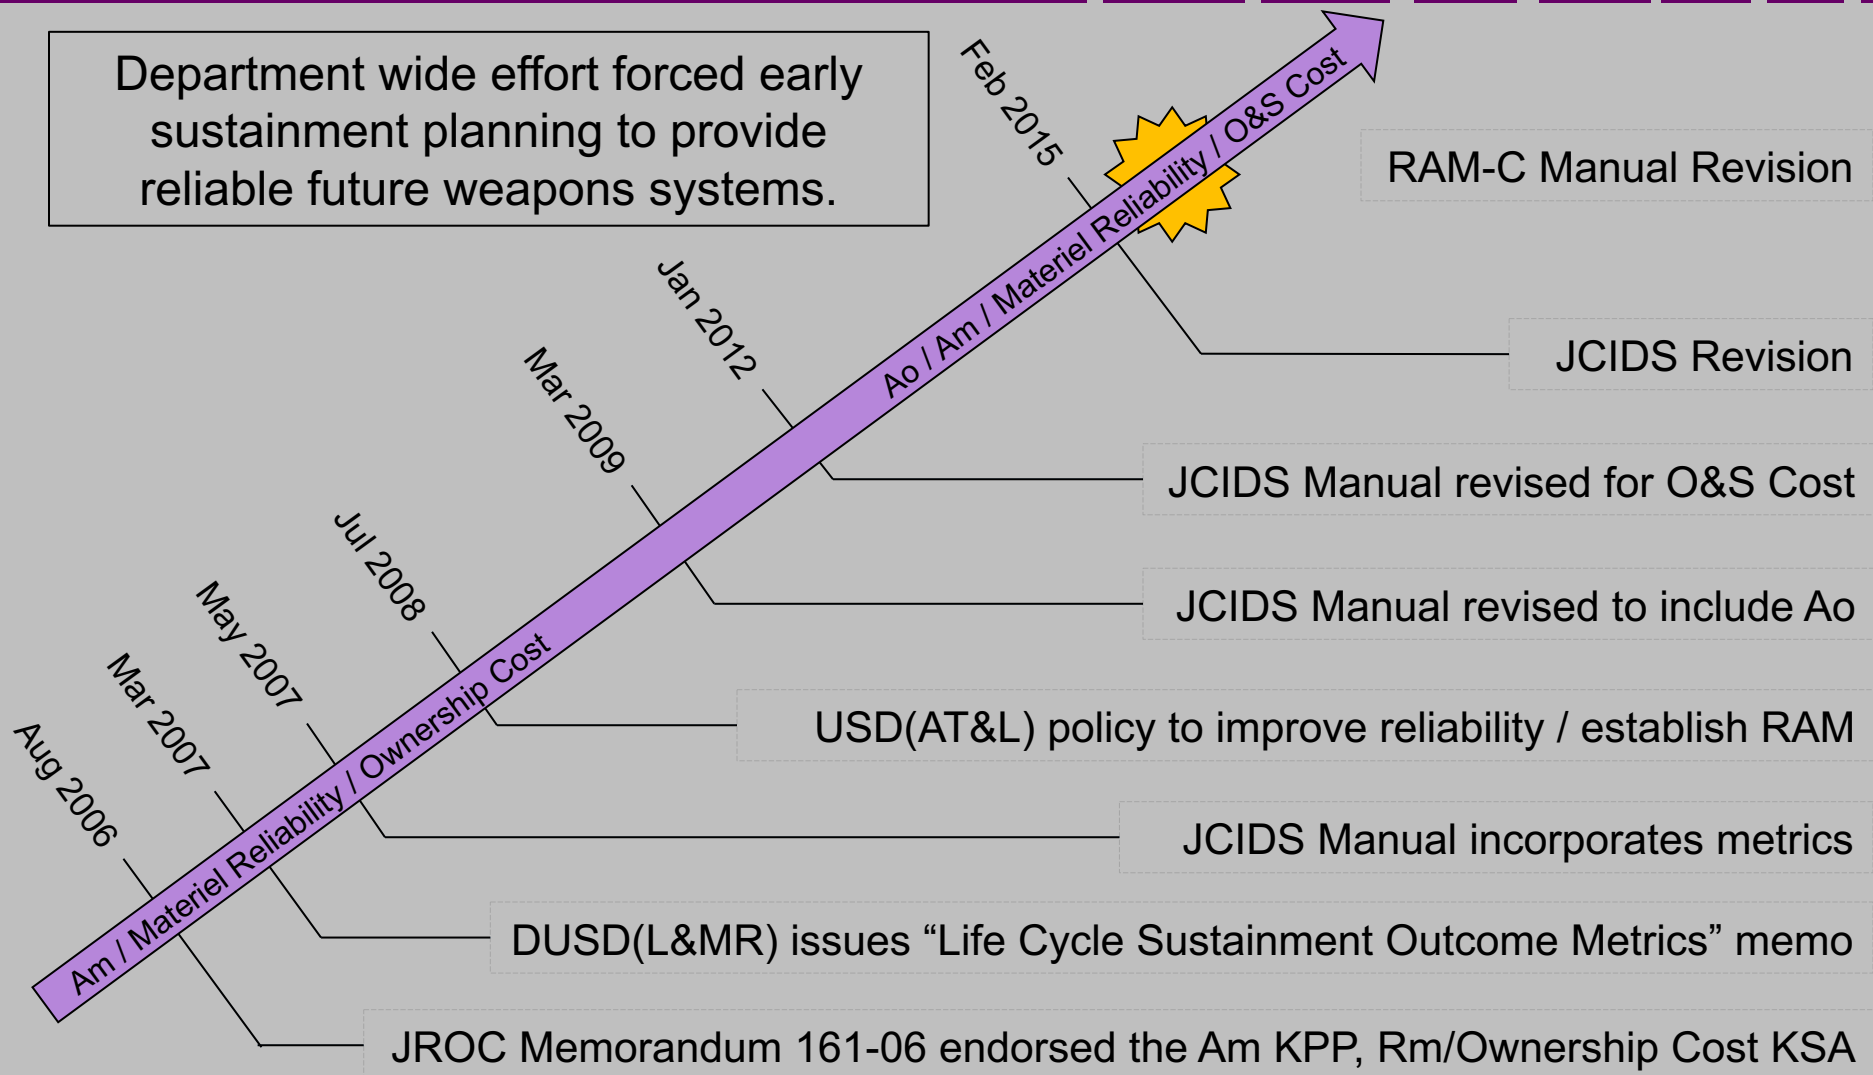 Department wide effort forced early
sustainment planning to provide
reliable future weapons systems.
Feb 2015
Ao / Am / Materiel Reliability / O&S Cost
RAM-C Manual Revision
Jan 2012
JCIDS Revision
Mar 2009
JCIDS Manual revised for O&S Cost
Jul 2008
JCIDS Manual revised to include Ao
May 2007
USD(AT&L) policy to improve reliability / establish RAM
Mar 2007
JCIDS Manual incorporates metrics
Aug 2006
Am / Materiel Reliability / Ownership Cost
DUSD(L&MR) issues “Life Cycle Sustainment Outcome Metrics” memo
JROC Memorandum 161-06 endorsed the Am KPP, Rm/Ownership Cost KSA